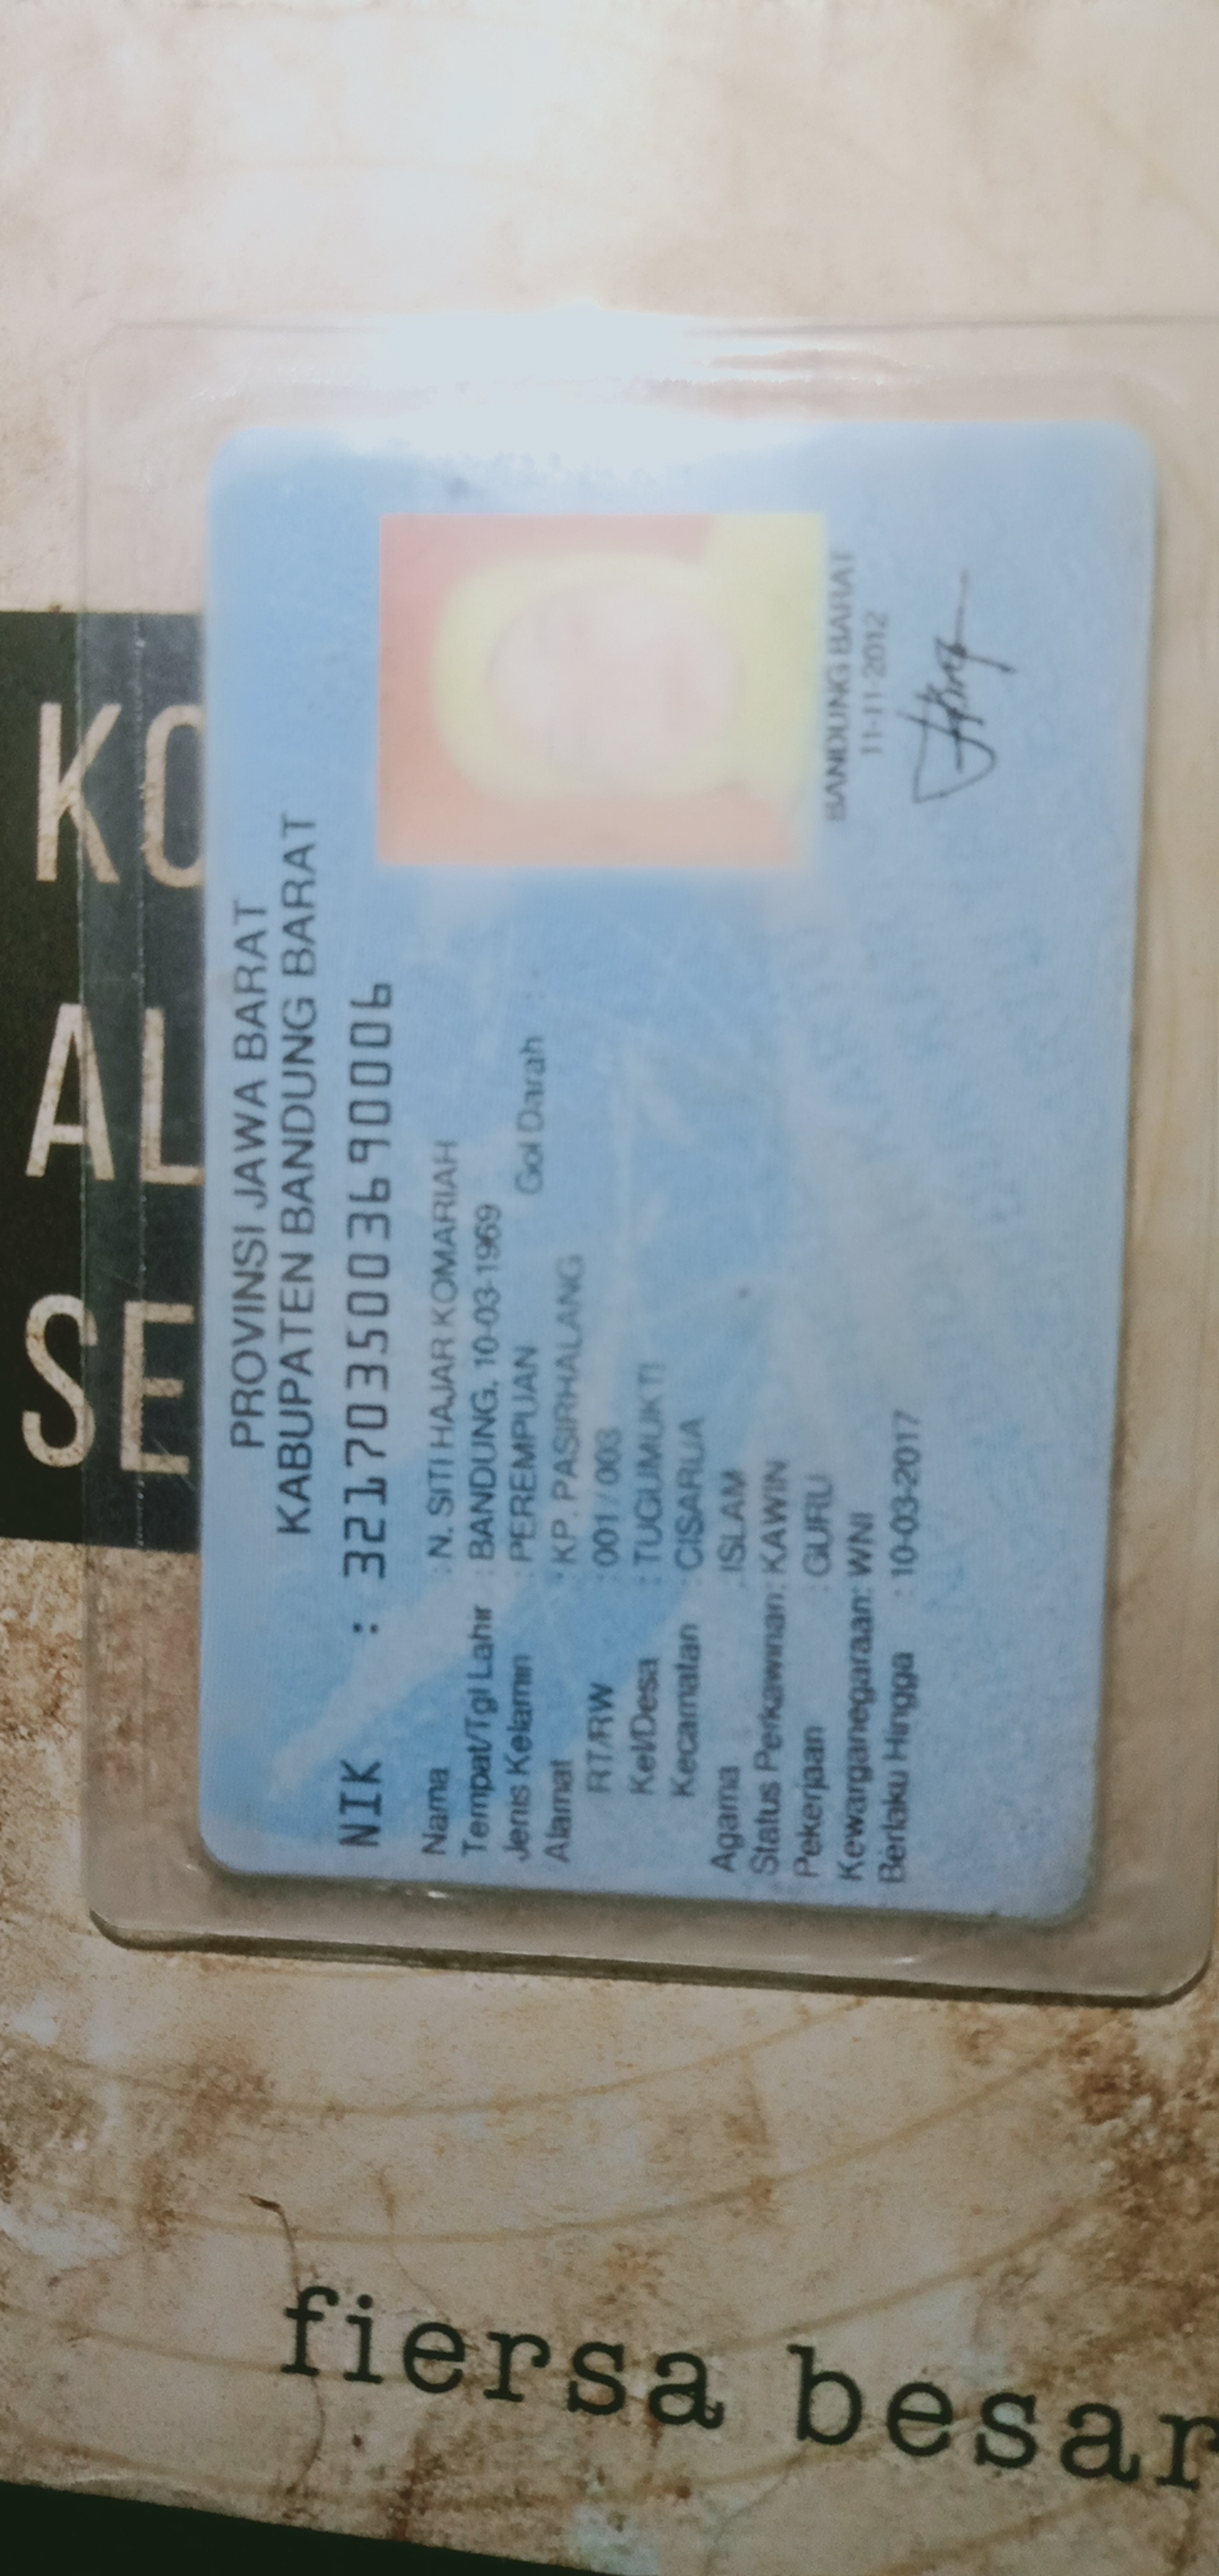 PROVINSI JAWA BARAT
KABUPATEN BANDUNG BARAT
NIK : 3217035003690006
Nama : N. SITI HAJAR KOMARIAH
Tempat/Tgl Lahir : BANDUNG, 10-03-1969
Jenis Kelamin : PEREMPUAN Gol Darah :
Alamat : KP. PASIRHALANG
RT/RW : 001 / 003
Kel/Desa : TUGUMUKTI
Kecamatan : CISARUA
Agama : ISLAM
Status Perkawinan: KAWIN
Pekerjaan : GURU
Kewarganegaraan: WNI
Berlaku Hingga : 10-03-2017
BANDUNG BARAT
11-11-2012
KO
AL
SE
fiersa besar